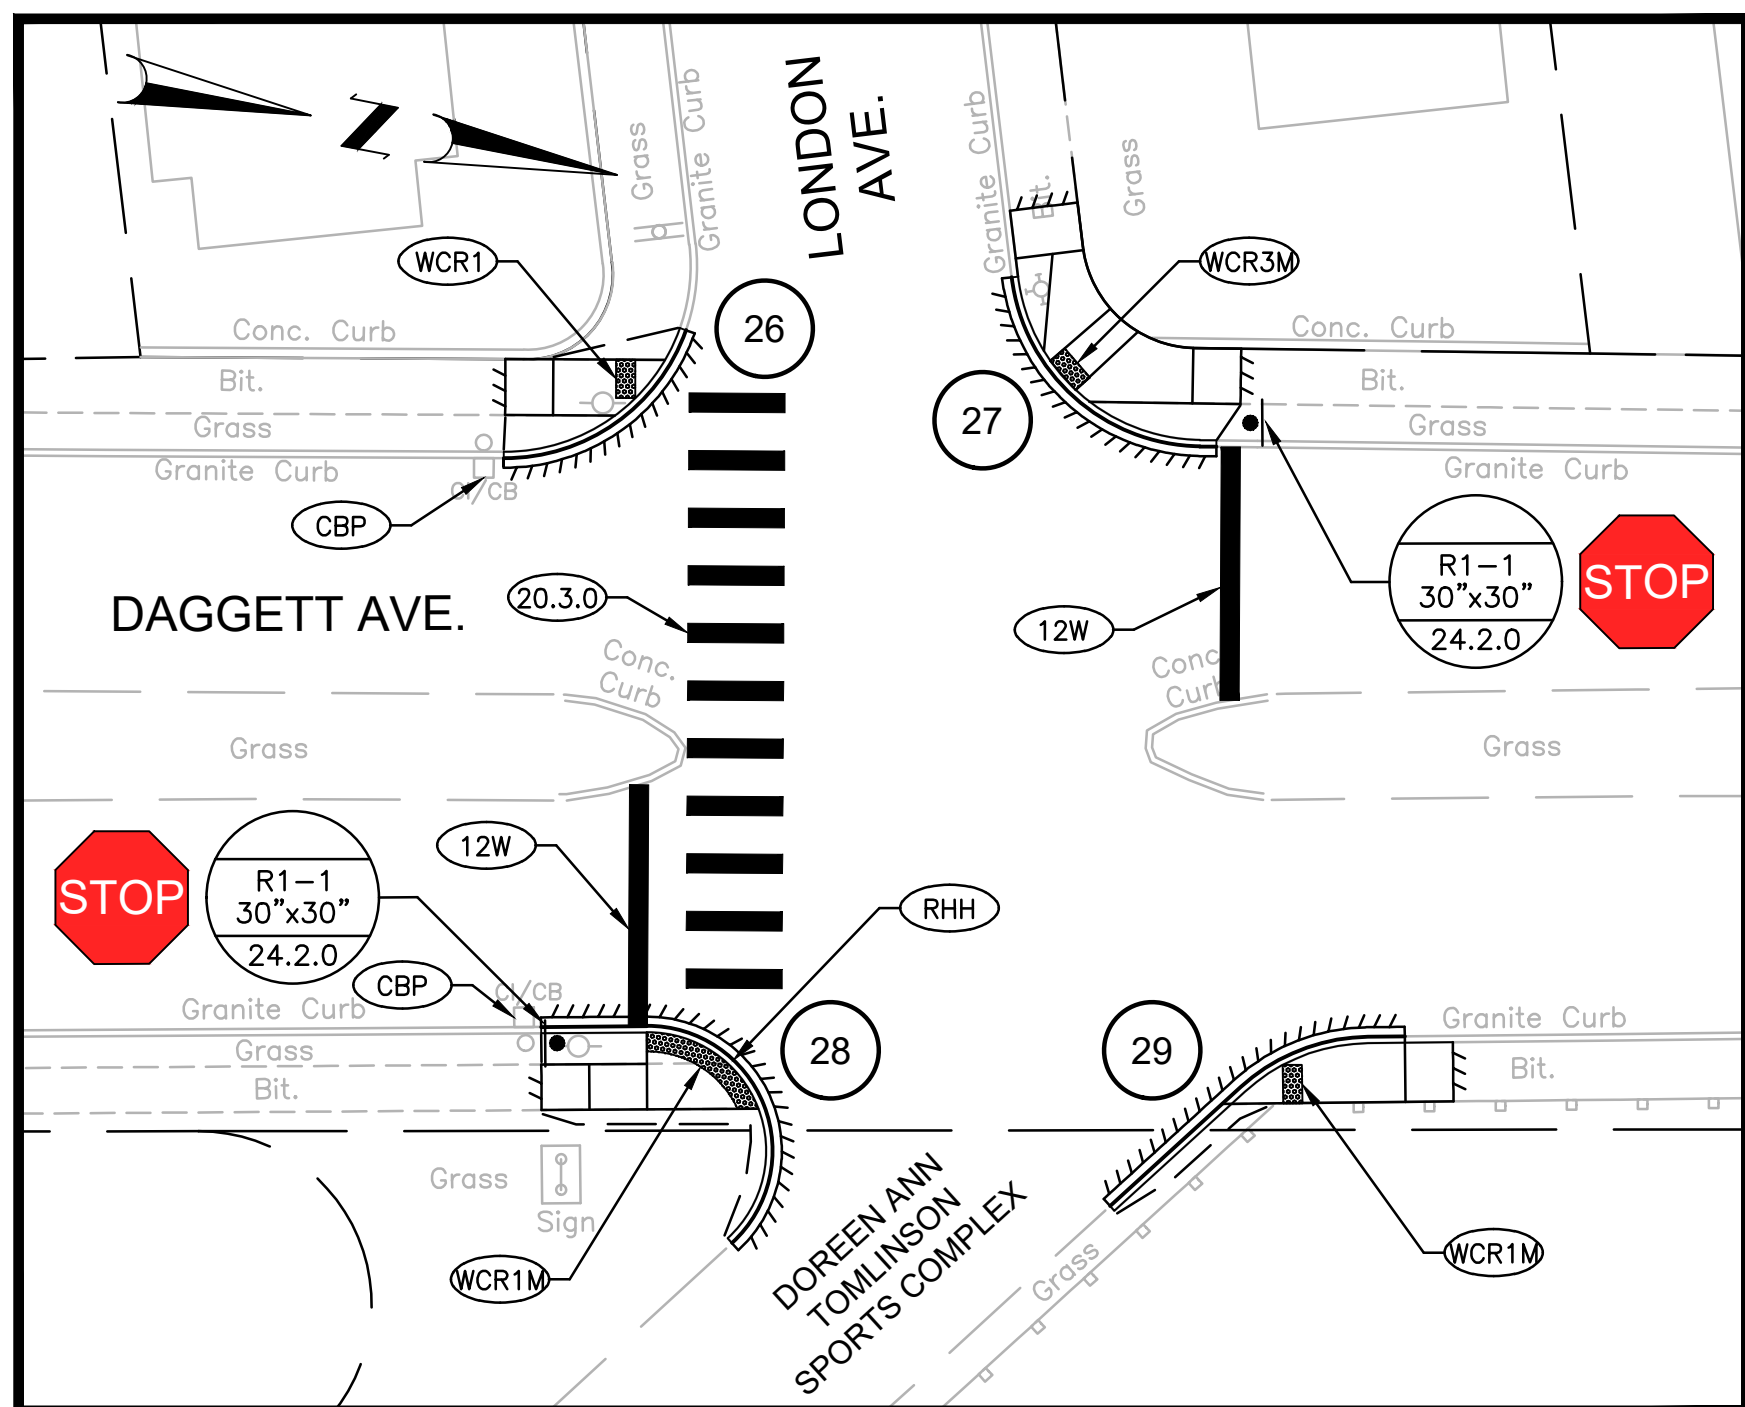 LONDON
AVE.
Grass
Granite Curb
Granite Curb
Bit.
Grass
N
WCR1
WCR3M
26
27
Conc. Curb
Bit.
Grass
Granite Curb
CI/CB
CBP
Conc. Curb
Bit.
Grass
Granite Curb
R1-1
30"x30"
24.2.0
STOP
DAGGETT AVE.
20.3.0
12W
Conc.
Curb
Conc.
Curb
Grass
Grass
STOP
R1-1
30"x30"
24.2.0
12W
RHH
CBP
CI/CB
Granite Curb
Grass
Bit.
28
29
Granite Curb
Bit.
Grass
Sign
WCR1M
DOREEN ANN
TOMLINSON
SPORTS COMPLEX
Grass
WCR1M